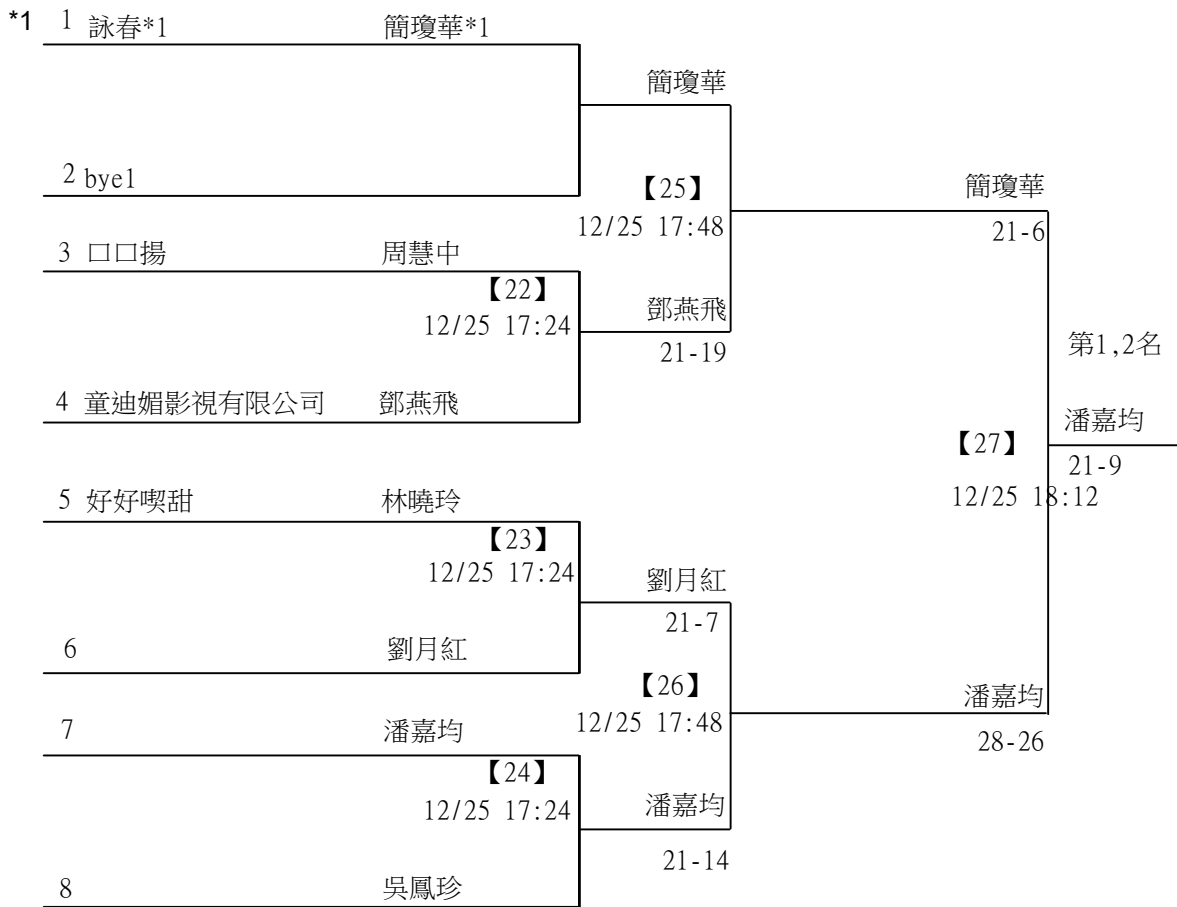 *1 1 詠春*1 簡瓊華*1
簡瓊華
2 bye1
【25】
12/25 17:48
簡瓊華
21-6
3 口口揚 周慧中
【22】
12/25 17:24
鄧燕飛
21-19
4 童迪媚影視有限公司 鄧燕飛
第1,2名
潘嘉均
21-9
【27】
12/25 18:12
5 好好喫甜 林曉玲
【23】
12/25 17:24
劉月紅
21-7
6 劉月紅
【26】
12/25 17:48
潘嘉均
28-26
7 潘嘉均
【24】
12/25 17:24
潘嘉均
21-14
8 吳鳳珍